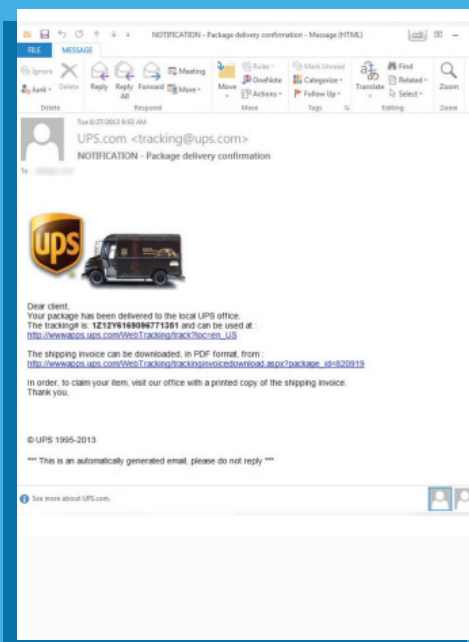 NOTIFICATION - Package delivery confirmation - Message (HTML)
FILE MESSAGE
Ignore
Junk Delete
Reply Reply All Forward
Meeting
More
Move
Rules
OneNote
Actions
Mark Unread
Categorize
Follow Up
Translate
Find
Related
Select
Zoom
Delete Respond Move Tags Editing Zoom
Tue 8/27/2013 9:52 AM
UPS.com <tracking@ups.com>
NOTIFICATION - Package delivery confirmation
To
ups
Dear client,
Your package has been delivered to the local UPS office.
The tracking# is: 1Z12Y6169096771351 and can be used at :
http://wwwapps.ups.com/WebTracking/track?loc=en_US
The shipping invoice can be downloaded, in PDF format, from :
http://wwwapps.ups.com/WebTracking/trackinginvoicedownload.aspx?package_id=820919
In order, to claim your item, visit our office with a printed copy of the shipping invoice.
Thank you,
© UPS 1995-2013
*** This is an automatically generated email, please do not reply ***
See more about UPS.com.